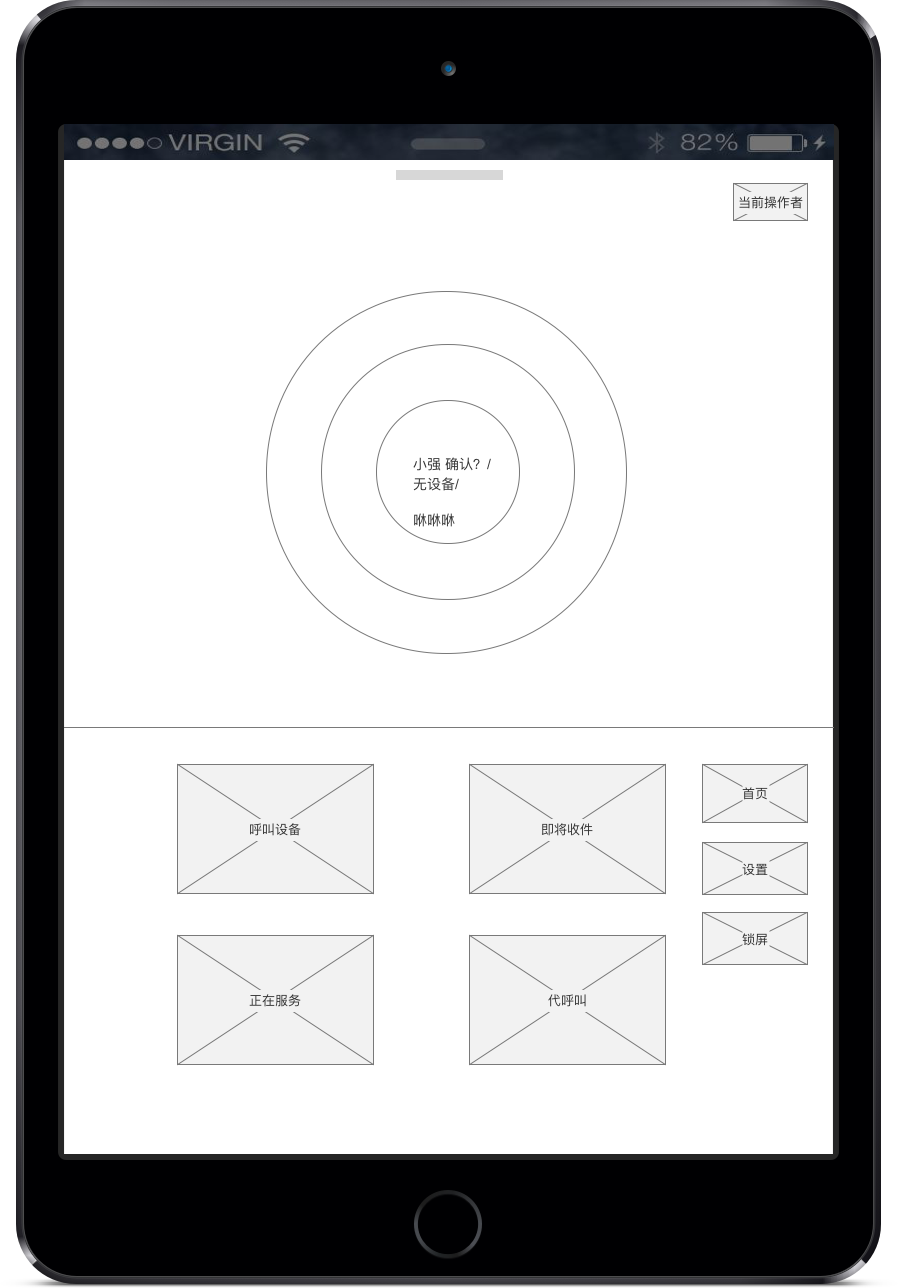 VIRGIN
82%
当前操作者
小强 确认？/
无设备/
咻咻咻
呼叫设备
即将收件
首页
设置
锁屏
正在服务
代呼叫